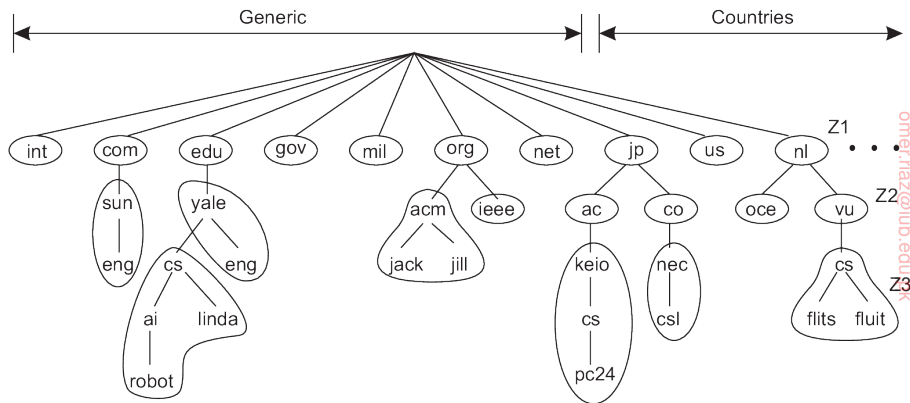 Generic Countries
int com edu gov mil org net jp us nl Z1
sun yale acm ieee ac co oce vu Z2
eng cs eng jack jill keio nec cs
ai linda cs csl flits fluit Z3
robot pc24
omer.riaz@iub.edu.pk